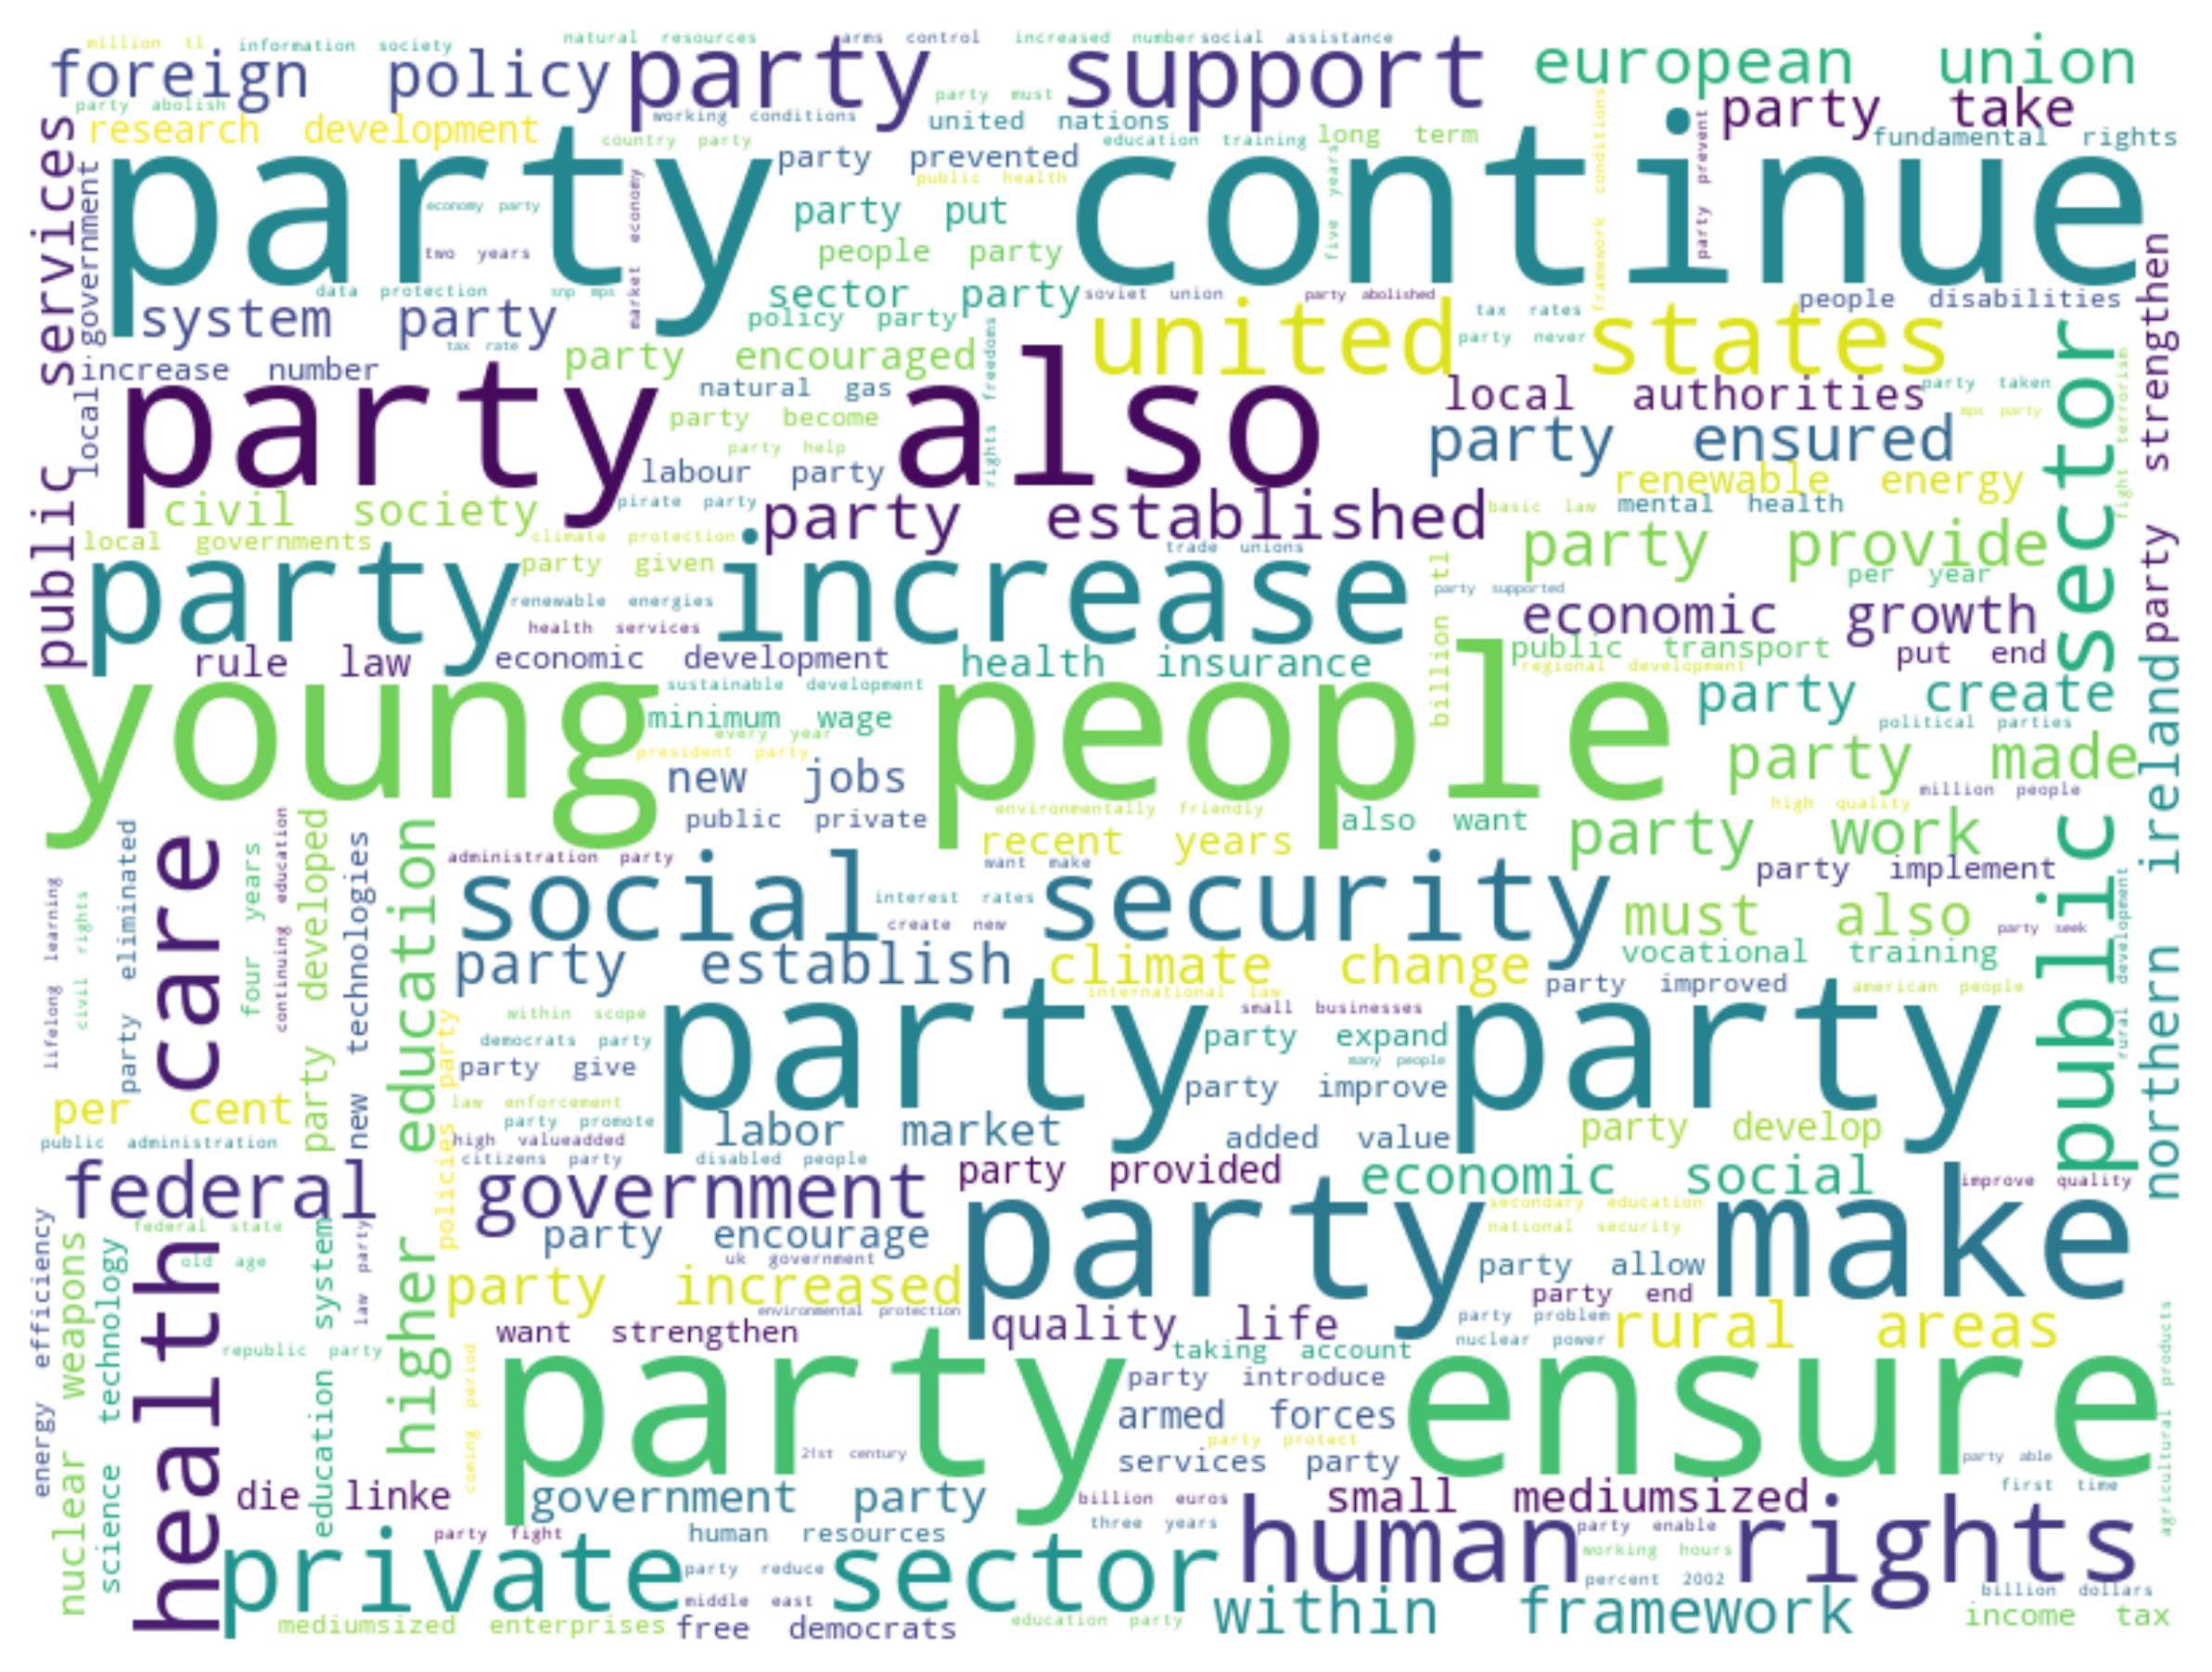 million tl
information society
natural resources
arms control
increased number
social assistance
foreign policy
party support
european union
party abolish
party must
working conditions
united nations
party take
research development
country party
education training
long term
fundamental rights
party continue
party prevented
public health
economy party
party put
people party
two years
market economy
five years
framework conditions
party prevent
public services
local government
data protection
snp mps
sector party
soviet union
party abolished
people disabilities
system party
policy party
united states
tax rates
party never
tax rate
party encouraged
increase number
natural gas
rights freedoms
local authorities
party taken
mps party
party also
party become
party help
labour party
party ensured
renewable energy
fight terrorism
party strengthen
public sector
civil society
pirate party
party established
basic law
mental health
local governments
climate protection
trade unions
party provide
party increase
party given
renewable energies
health services
billion tl
party supported
per year
economic growth
rule law
economic development
health insurance
public transport
regional development
put end
young people
sustainable development
minimum wage
every year
president party
new jobs
public private
party create
political parties
party made
environmentally friendly
recent years
also want
high quality
million people
party work
northern ireland
health care
party eliminated
four years
continuing education
party developed
new technologies
higher education
lifelong learning
civil rights
administration party
want make
party implement
social security
interest rates
create new
must also
party seek
rural development
party establish
climate change
vocational training
international law
party improved
american people
within scope
small businesses
democrats party
party party
party expand
many people
party give
party improve
policies party
per cent
law enforcement
party promote
labor market
added value
party develop
public administration
high valueadded
citizens party
disabled people
federal government
party provided
economic social
improve quality
federal state
secondary education
national security
party encourage
party make
old age
uk government
party allow
party increased
party end
energy efficiency
nuclear weapons
science technology
education system
law party
environmental protection
want strengthen
quality life
party problem
nuclear power
rural areas
republic party
coming period
party ensure
taking account
party introduce
armed forces
party protect
21st century
services party
party able
first time
agricultural products
die linke
government party
billion euros
small mediumsized
three years
party fight
human resources
human rights
party enable
working hours
private sector
party reduce
percent 2002
middle east
within framework
billion dollars
mediumsized enterprises
free democrats
education party
income tax